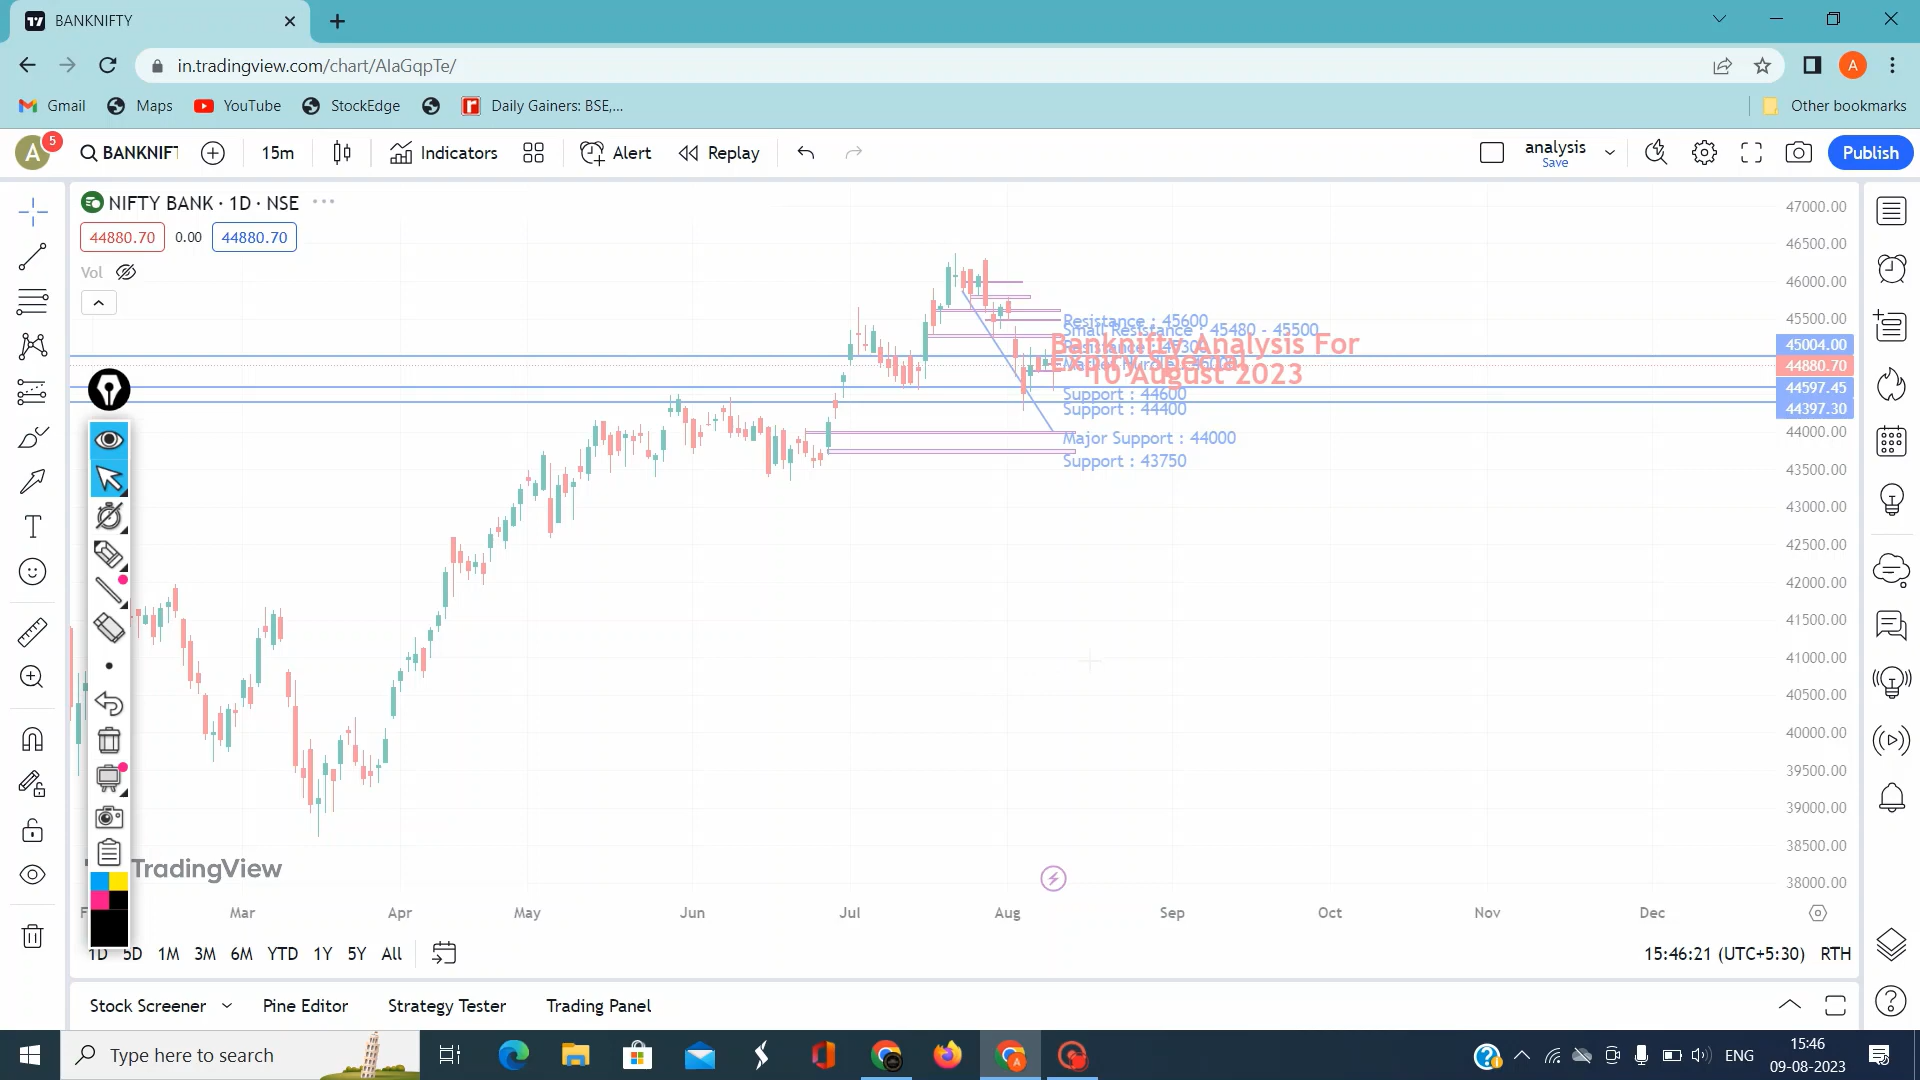 BANKNIFTY
in.tradingview.com/chart/AIaGqpTe/
A
Gmail
Maps
YouTube
StockEdge
Daily Gainers: BSE,...
Other bookmarks
A
5
BANKNIFT
15m
Indicators
Alert
Replay
analysis
Save
Publish
NIFTY BANK · 1D · NSE
44880.70
0.00
44880.70
Vol
Resistance : 45600
Small Resistance : 45480 - 45500
Banknifty Analysis For
10 August 2023
Support : 44600
Support : 44400
Major Support : 44000
Support : 43750
47000.00
46500.00
46000.00
45500.00
45004.00
44880.70
44597.45
44397.30
44000.00
43500.00
43000.00
42500.00
42000.00
41500.00
41000.00
40500.00
40000.00
39500.00
39000.00
38500.00
38000.00
TradingView
Mar
Apr
May
Jun
Jul
Aug
Sep
Oct
Nov
Dec
1D
5D
1M
3M
6M
YTD
1Y
5Y
All
15:46:21 (UTC+5:30)
RTH
Stock Screener
Pine Editor
Strategy Tester
Trading Panel
Type here to search
ENG
15:46
09-08-2023